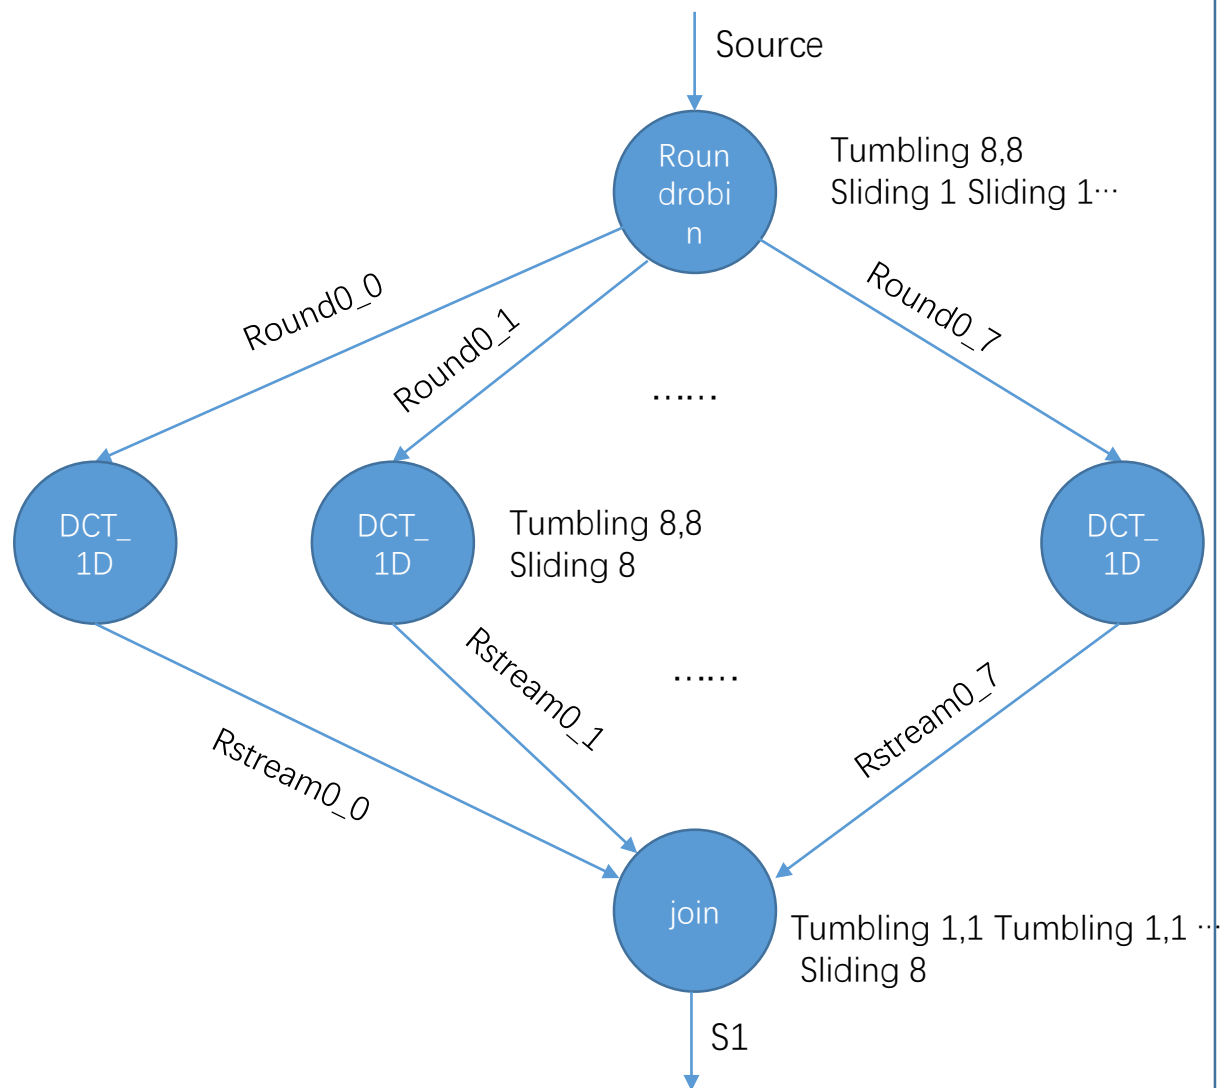 Source
Roun
drobi
n
Tumbling 8,8
Sliding 1 Sliding 1…
Round0_0
Round0_1
Round0_7
……
DCT_
1D
DCT_
1D
Tumbling 8,8
Sliding 8
DCT_
1D
Rstream0_0
Rstream0_1
……
Rstream0_7
join
Tumbling 1,1 Tumbling 1,1 …
Sliding 8
S1